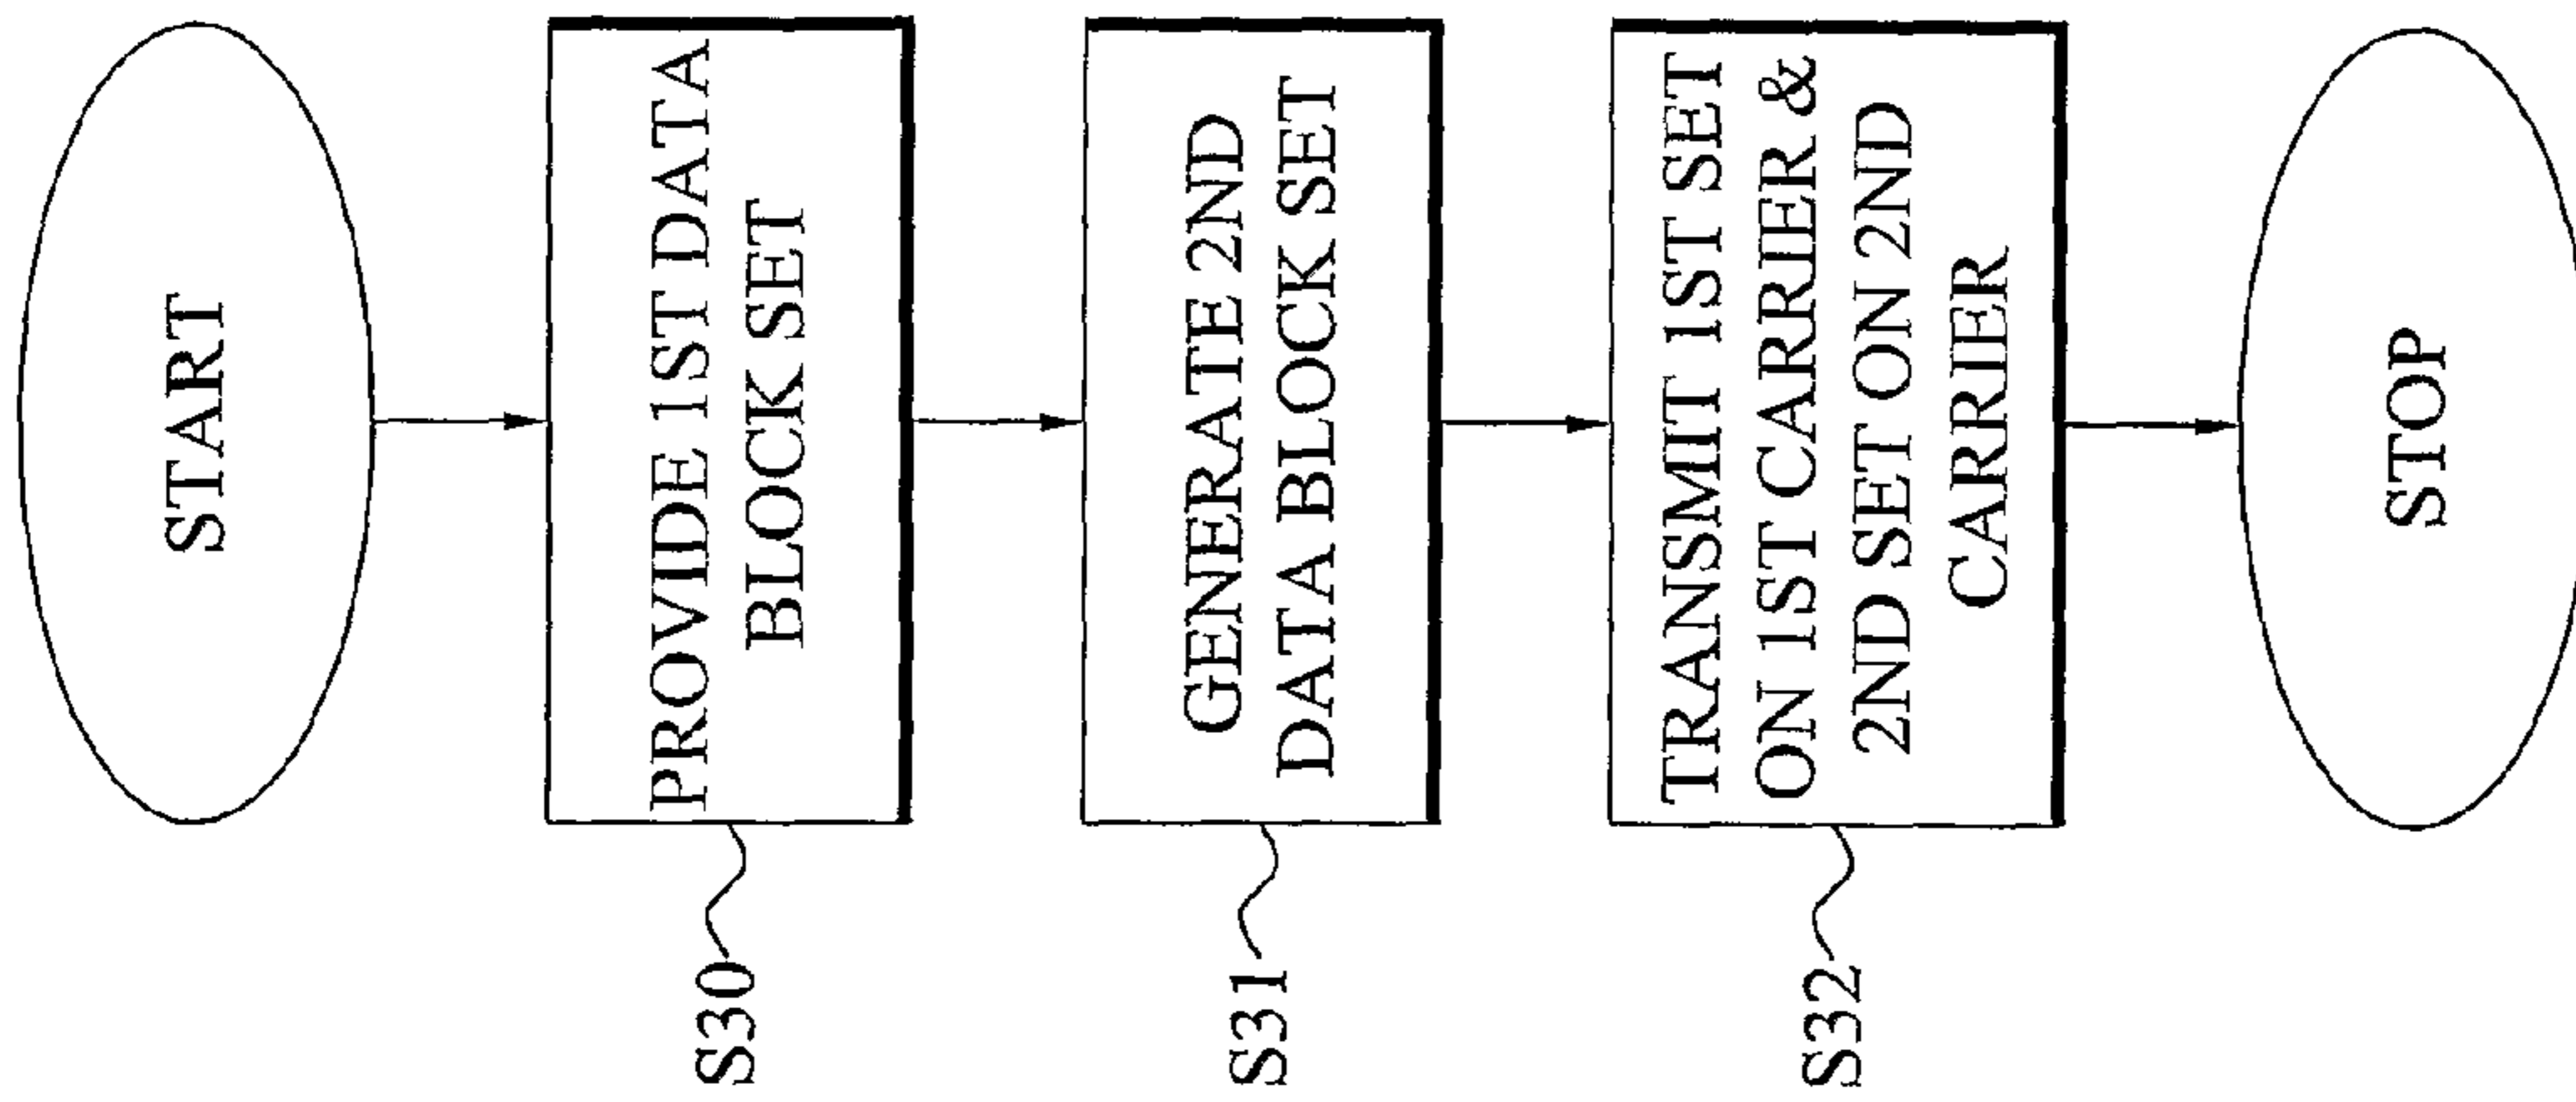 START
S30
PROVIDE 1ST DATA
BLOCK SET
S31
GENERATE 2ND
DATA BLOCK SET
S32
TRANSMIT 1ST SET
ON 1ST CARRIER &
2ND SET ON 2ND
CARRIER
STOP